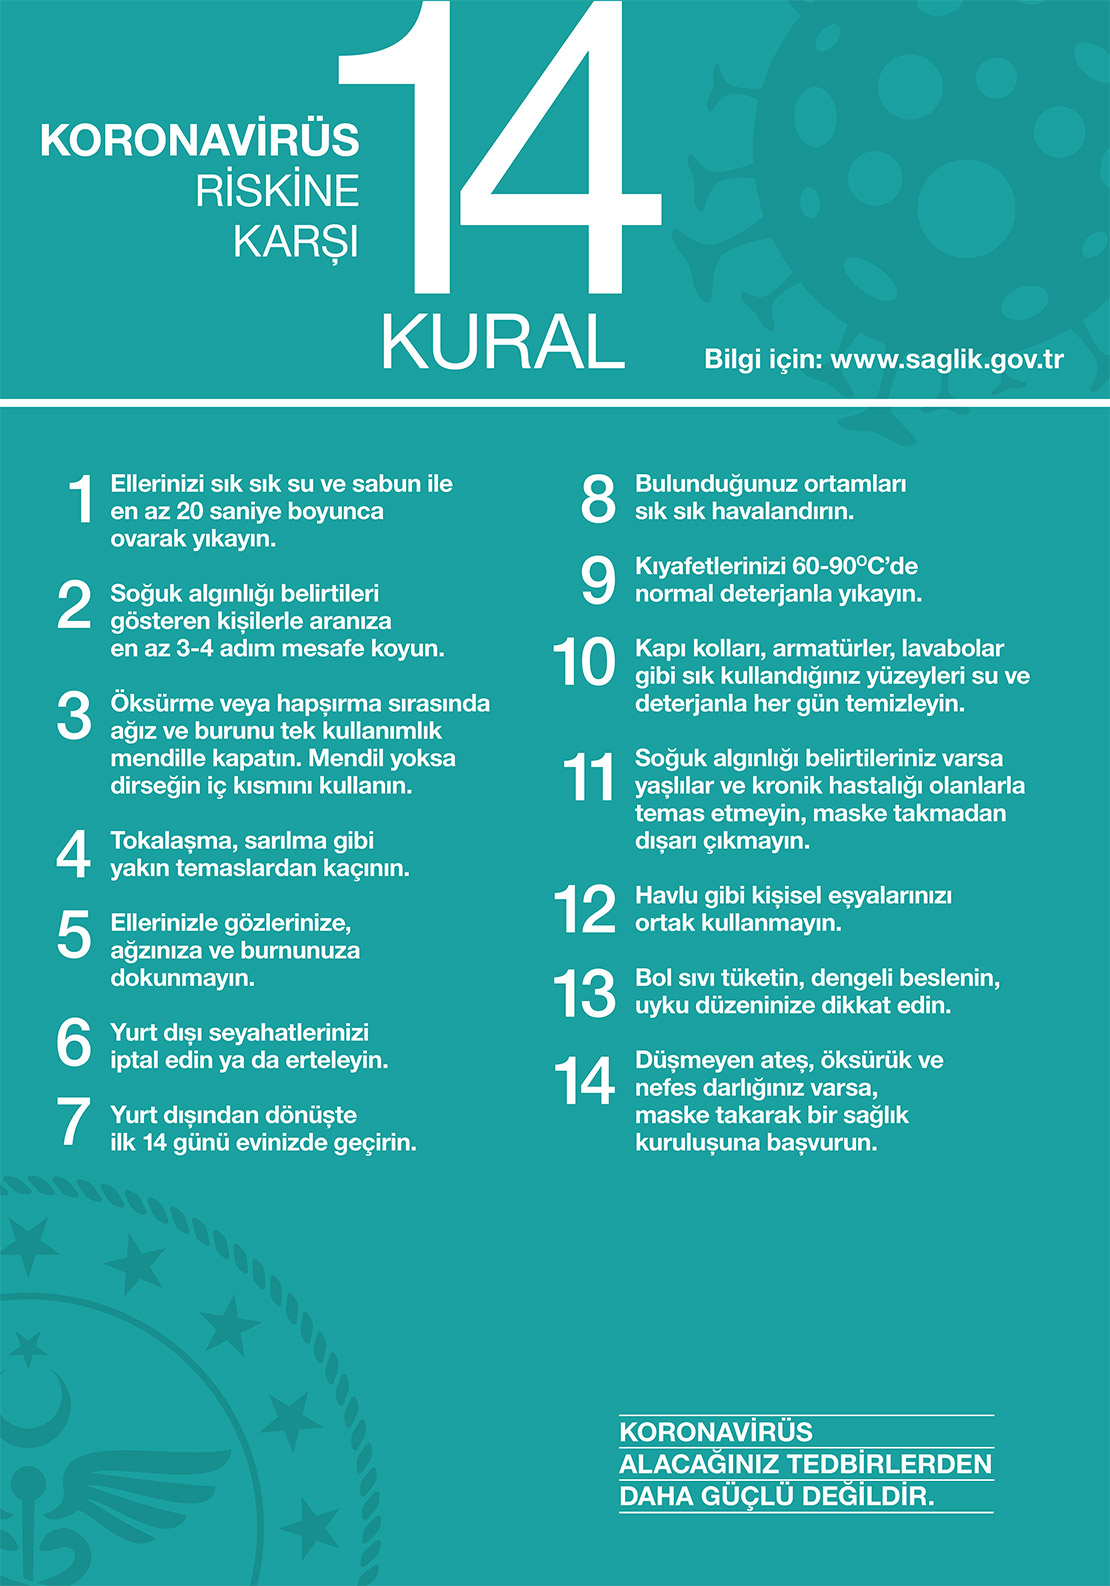 KORONAVİRÜS
RİSKİNE
KARŞI
14
KURAL
Bilgi için: www.saglik.gov.tr
1 Ellerinizi sık sık su ve sabun ile
en az 20 saniye boyunca
ovarak yıkayın.
2 Soğuk algınlığı belirtileri
gösteren kişilerle aranıza
en az 3-4 adım mesafe koyun.
3 Öksürme veya hapşırma sırasında
ağız ve burunu tek kullanımlık
mendille kapatın. Mendil yoksa
dirseğin iç kısmını kullanın.
4 Tokalaşma, sarılma gibi
yakın temaslardan kaçının.
5 Ellerinizle gözlerinize,
ağzınıza ve burnunuza
dokunmayın.
6 Yurt dışı seyahatlerinizi
iptal edin ya da erteleyin.
7 Yurt dışından dönüşte
ilk 14 günü evinizde geçirin.
8 Bulunduğunuz ortamları
sık sık havalandırın.
9 Kıyafetlerinizi 60-90ºC’de
normal deterjanla yıkayın.
10 Kapı kolları, armatürler, lavabolar
gibi sık kullandığınız yüzeyleri su ve
deterjanla her gün temizleyin.
11 Soğuk algınlığı belirtileriniz varsa
yaşlılar ve kronik hastalığı olanlarla
temas etmeyin, maske takmadan
dışarı çıkmayın.
12 Havlu gibi kişisel eşyalarınızı
ortak kullanmayın.
13 Bol sıvı tüketin, dengeli beslenin,
uyku düzeninize dikkat edin.
14 Düşmeyen ateş, öksürük ve
nefes darlığınız varsa,
maske takarak bir sağlık
kuruluşuna başvurun.
KORONAVİRÜS
ALACAĞINIZ TEDBİRLERDEN
DAHA GÜÇLÜ DEĞİLDİR.